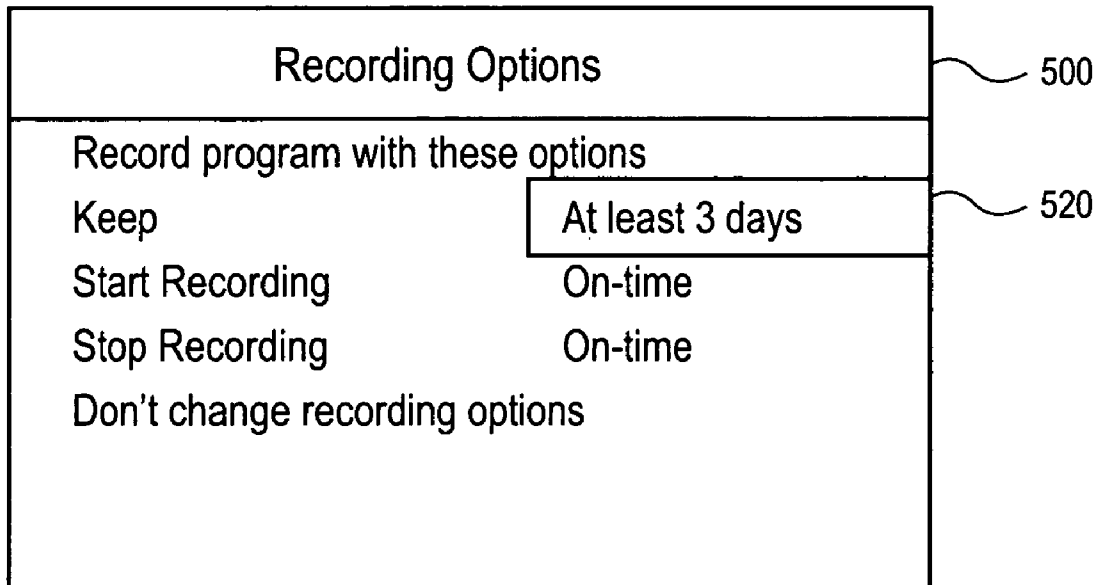 Recording Options
500
Record program with these options
Keep At least 3 days
520
Start Recording On-time
Stop Recording On-time
Don't change recording options